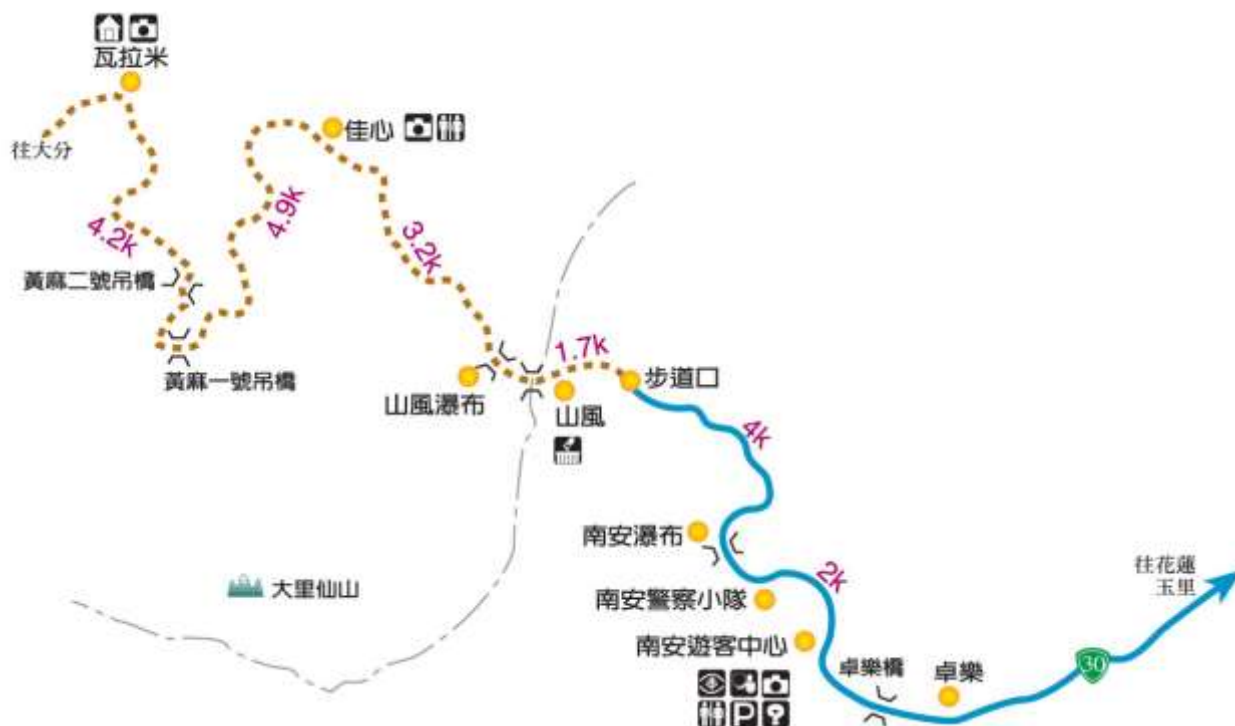 瓦拉米
往大分
佳心
4.2k
4.9k
3.2k
黃麻二號吊橋
黃麻一號吊橋
1.7k
步道口
山風瀑布
山風
4k
南安瀑布
2k
往花蓮
玉里
大里仙山
南安警察小隊
南安遊客中心
卓樂橋
卓樂
30
P
?